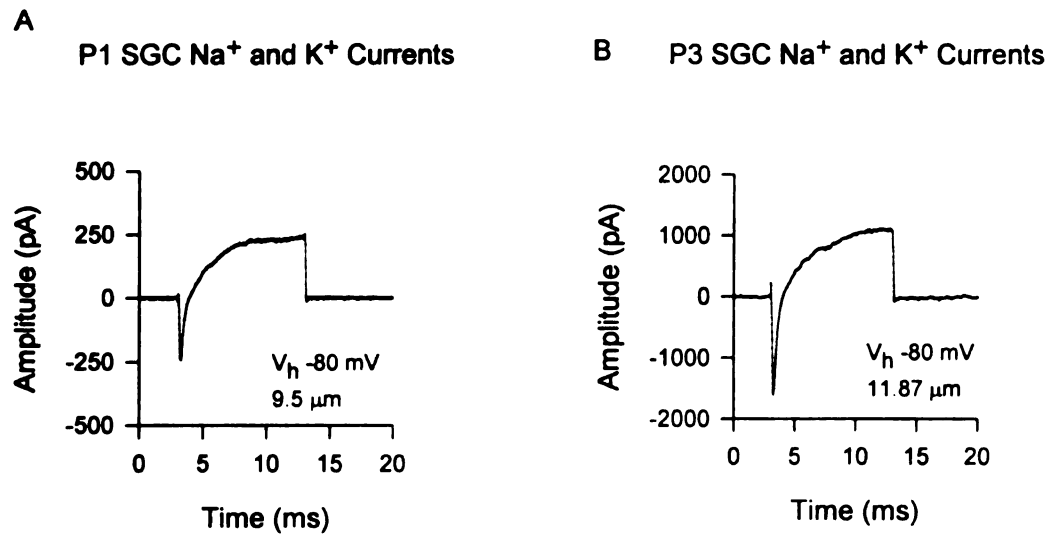 A
P1 SGC Na+ and K+ Currents
500
250
0
-250
-500
Amplitude (pA)
Vh -80 mV
9.5 μm
0 5 10 15 20
Time (ms)
B
P3 SGC Na+ and K+ Currents
2000
1000
0
-1000
-2000
Amplitude (pA)
Vh -80 mV
11.87 μm
0 5 10 15 20
Time (ms)